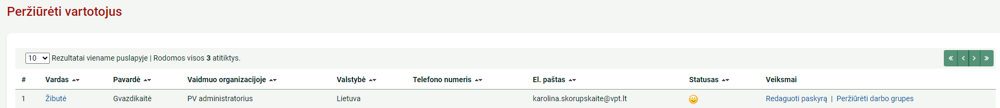 Peržiūrėti vartotojus
10 Rezultatai viename puslapyje | Rodomos visos 3 atitiktys.
# Vardas Pavardė Vaidmuo organizacijoje Valstybė Telefono numeris El. paštas Statusas Veiksmai
1 Žibutė Gvazdikaitė PV administratorius Lietuva karolina.skorupskaite@vpt.lt Redaguoti paskyrą | Peržiūrėti darbo grupes